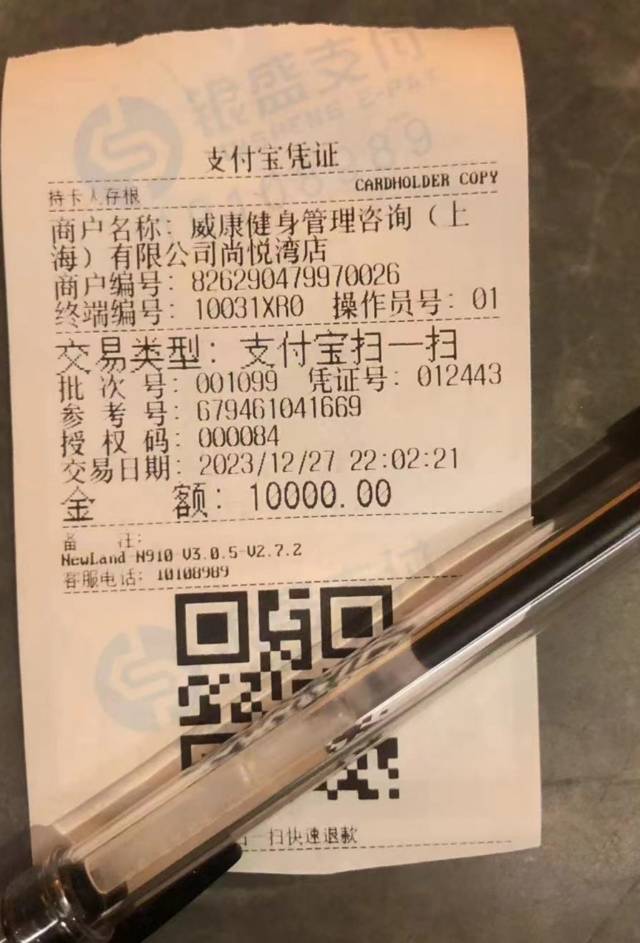 银盛支付
支付宝凭证
持卡人存根 CARDHOLDER COPY
商户名称：威康健身管理咨询（上
海）有限公司尚悦湾店
商户编号：826290479970026
终端编号：10031XR0 操作员号：01
交易类型：支付宝扫一扫
批 次 号：001099 凭证号：012443
参 考 号：679461041669
授 权 码：000084
交易日期：2023/12/27 22:02:21
金 额：10000.00
备 注：
NewLand-N910-V3.0.5-V2.7.2
客服电话：10108989
一扫快速退款